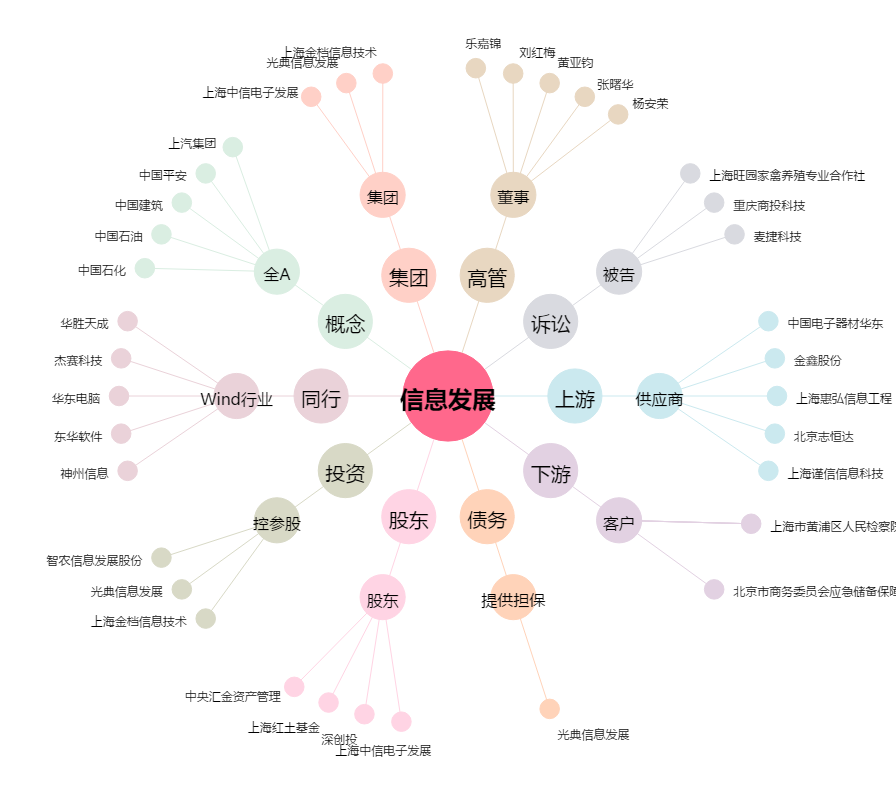 乐嘉锦
上海金档信息技术
刘红梅
光典信息发展
黄亚钧
张曙华
上海中信电子发展
杨安荣
上汽集团
中国平安
上海旺园家禽养殖专业合作社
集团
董事
中国建筑
重庆商投科技
中国石油
麦捷科技
中国石化
全A
被告
集团
高管
华胜天成
概念
诉讼
中国电子器材华东
杰赛科技
金鑫股份
华东电脑
Wind行业
同行
信息发展
上游
供应商
上海惠弘信息工程
东华软件
北京志恒达
神州信息
投资
下游
上海谨信信息科技
控参股
股东
债务
客户
上海市黄浦区人民检察院
智农信息发展股份
光典信息发展
北京市商务委员会应急储备保障
股东
提供担保
上海金档信息技术
中央汇金资产管理
上海红土基金
光典信息发展
深创投
上海中信电子发展